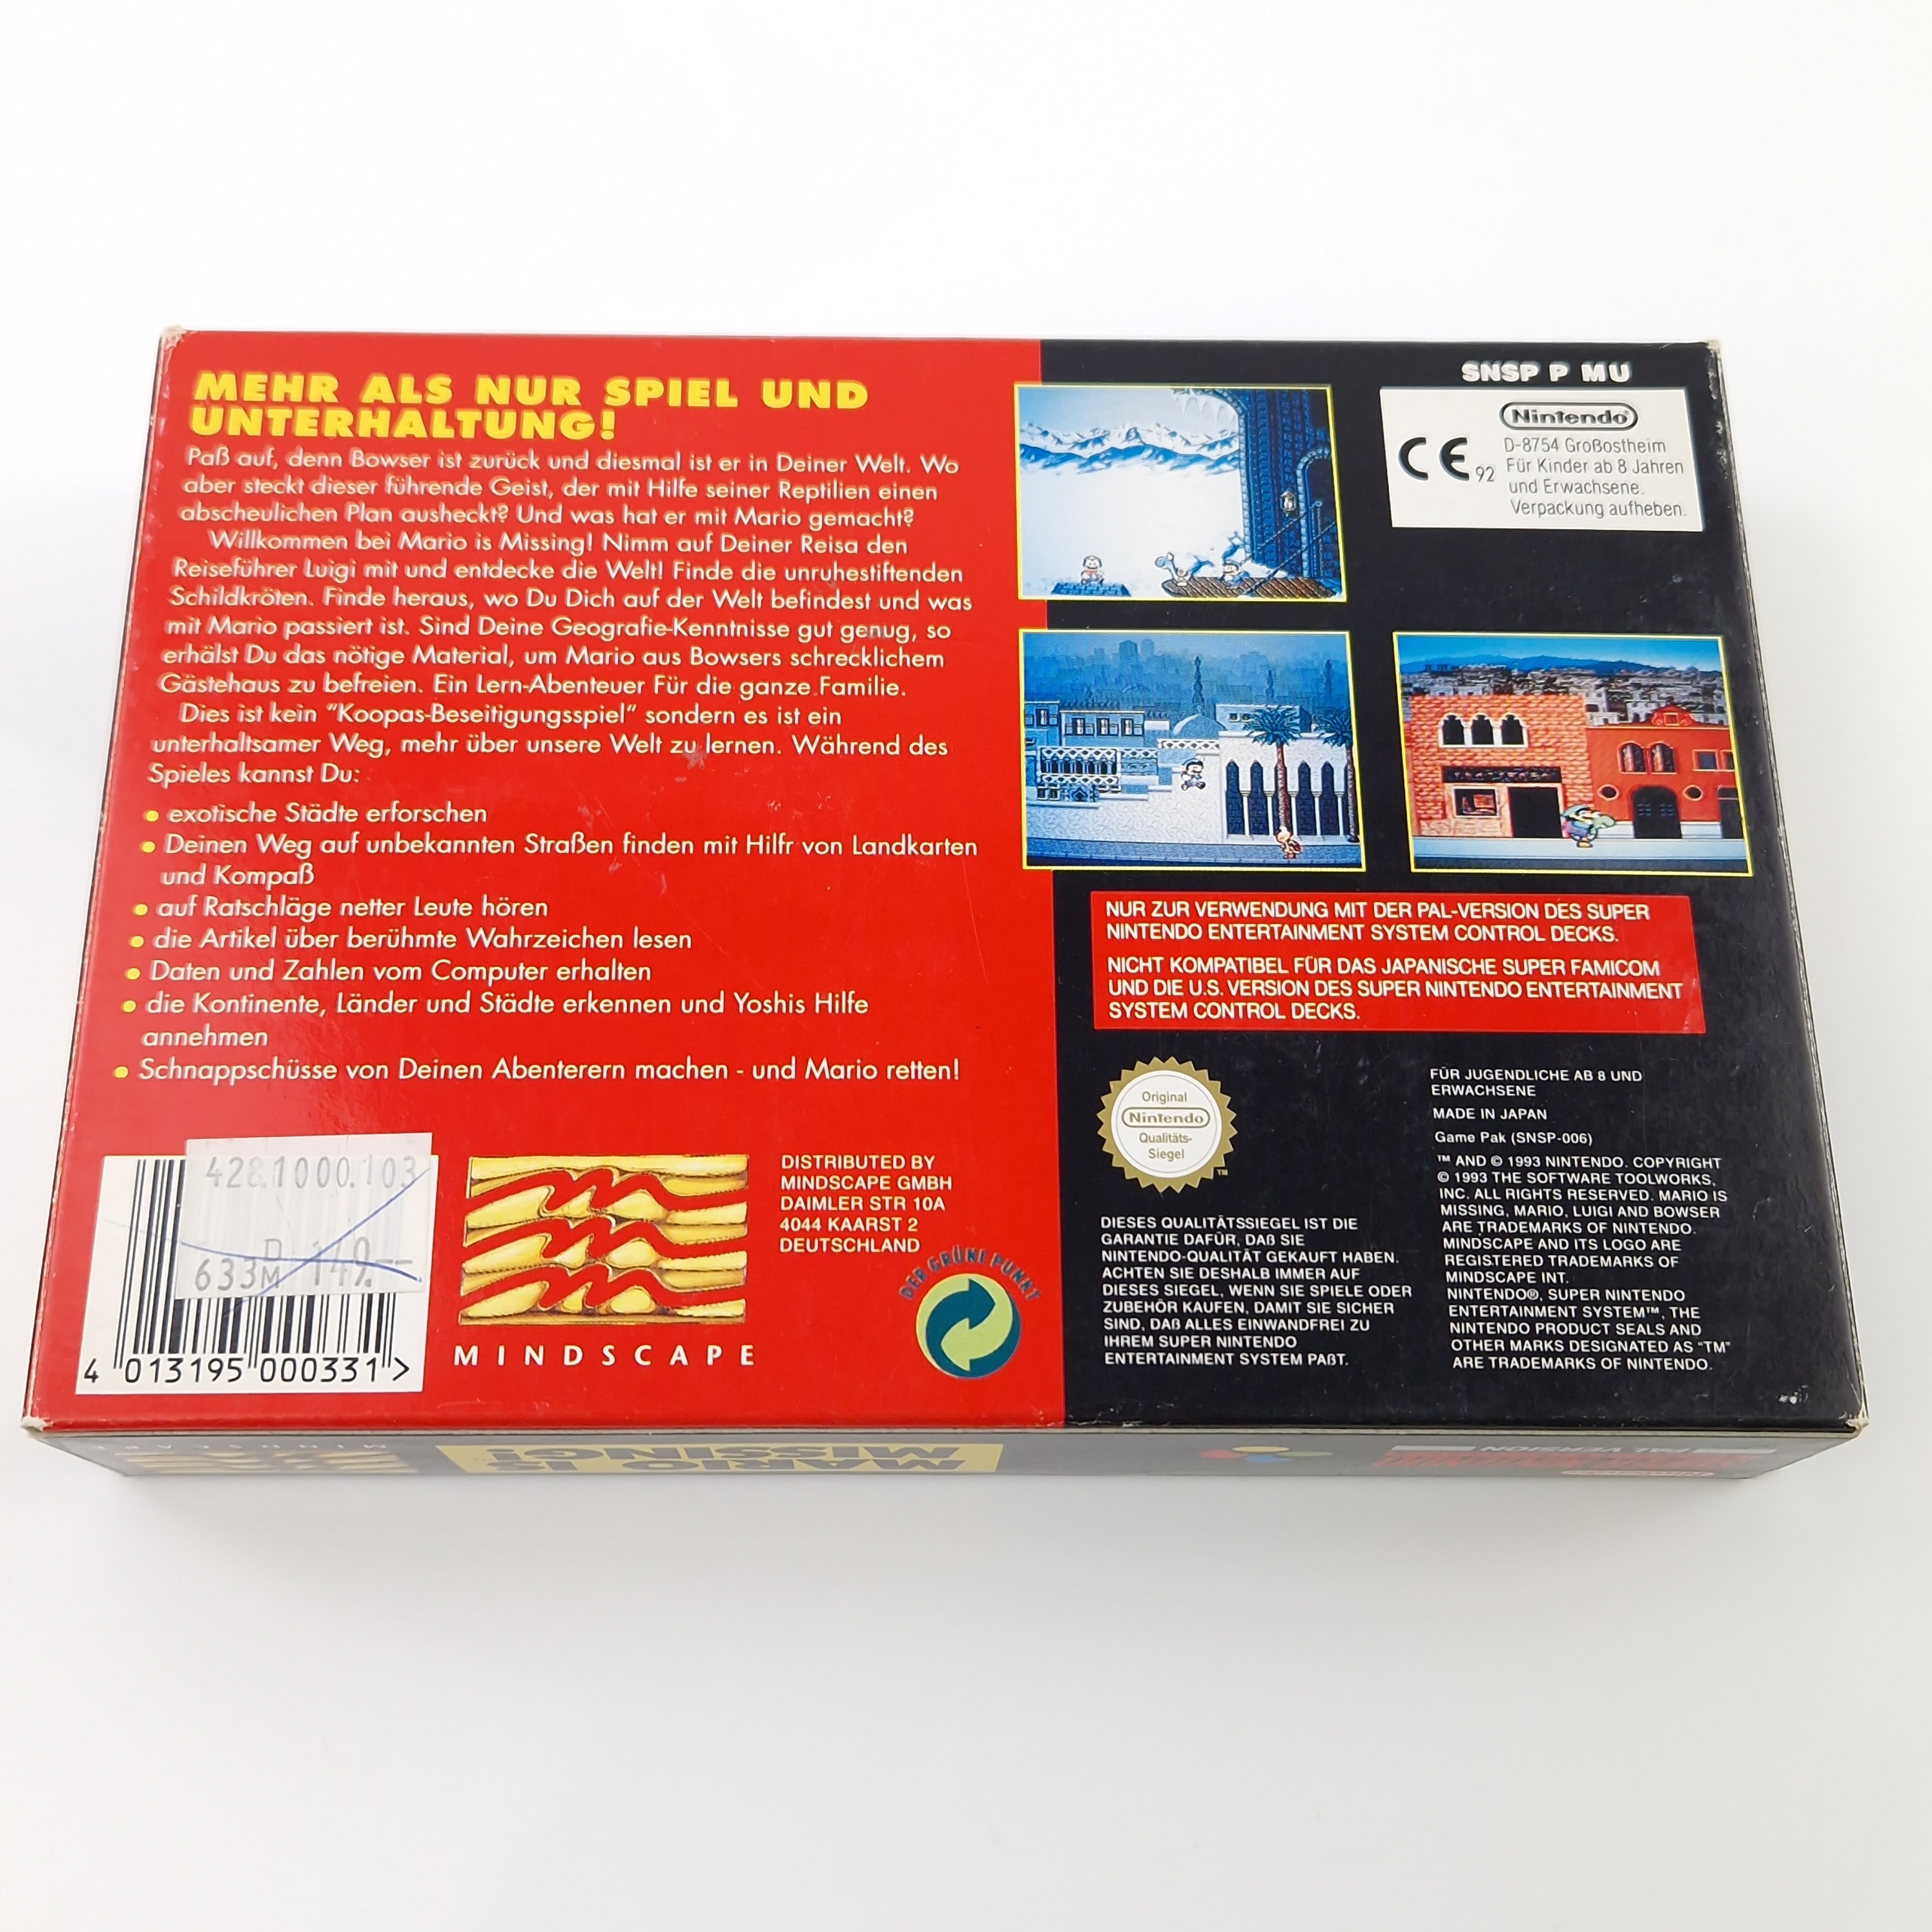 MEHR ALS NUR SPIEL UND
UNTERHALTUNG!
Paß auf, denn Bowser ist zurück und diesmal ist er in Deiner Welt. Wo
aber steckt dieser führende Geist, der mit Hilfe seiner Reptilien einen
abscheulichen Plan ausheckt? Und was hat er mit Mario gemacht?
Willkommen bei Mario is Missing! Nimm auf Deiner Reisa den
Reiseführer Luigi mit und entdecke die Welt! Finde die unruhestiftenden
Schildkröten. Finde heraus, wo Du Dich auf der Welt befindest und was
mit Mario passiert ist. Sind Deine Geografie-Kenntnisse gut genug, so
erhälst Du das nötige Material, um Mario aus Bowsers schrecklichem
Gästehaus zu befreien. Ein Lern-Abenteuer Für die ganze Familie.
Dies ist kein "Koopas-Beseitigungsspiel" sondern es ist ein
unterhaltsamer Weg, mehr über unsere Welt zu lernen. Während des
Spieles kannst Du:
• exotische Städte erforschen
• Deinen Weg auf unbekannten Straßen finden mit Hilfr von Landkarten
und Kompaß
• auf Ratschläge netter Leute hören
• die Artikel über berühmte Wahrzeichen lesen
• Daten und Zahlen vom Computer erhalten
• die Kontinente, Länder und Städte erkennen und Yoshis Hilfe
annehmen
• Schnappschüsse von Deinen Abenterern machen - und Mario retten!
428.1000.103
D
633M 149.--
4 013195 000331 >
MINDSCAPE
DISTRIBUTED BY
MINDSCAPE GMBH
DAIMLER STR 10A
4044 KAARST 2
DEUTSCHLAND
DER GRÜNE PUNKT
SNSP P MU
Nintendo
CE 92
D-8754 Großostheim
Für Kinder ab 8 Jahren
und Erwachsene.
Verpackung aufheben.
NUR ZUR VERWENDUNG MIT DER PAL-VERSION DES SUPER
NINTENDO ENTERTAINMENT SYSTEM CONTROL DECKS.
NICHT KOMPATIBEL FÜR DAS JAPANISCHE SUPER FAMICOM
UND DIE U.S. VERSION DES SUPER NINTENDO ENTERTAINMENT
SYSTEM CONTROL DECKS.
Original
Nintendo
Qualitäts-
Siegel
TM
DIESES QUALITÄTSSIEGEL IST DIE
GARANTIE DAFÜR, DAß SIE
NINTENDO-QUALITÄT GEKAUFT HABEN.
ACHTEN SIE DESHALB IMMER AUF
DIESES SIEGEL, WENN SIE SPIELE ODER
ZUBEHÖR KAUFEN, DAMIT SIE SICHER
SIND, DAß ALLES EINWANDFREI ZU
IHREM SUPER NINTENDO
ENTERTAINMENT SYSTEM PAßT.
FÜR JUGENDLICHE AB 8 UND
ERWACHSENE
MADE IN JAPAN
Game Pak (SNSP-006)
™ AND © 1993 NINTENDO. COPYRIGHT
© 1993 THE SOFTWARE TOOLWORKS,
INC. ALL RIGHTS RESERVED. MARIO IS
MISSING, MARIO, LUIGI AND BOWSER
ARE TRADEMARKS OF NINTENDO.
MINDSCAPE AND ITS LOGO ARE
REGISTERED TRADEMARKS OF
MINDSCAPE INT.
NINTENDO®, SUPER NINTENDO
ENTERTAINMENT SYSTEM™, THE
NINTENDO PRODUCT SEALS AND
OTHER MARKS DESIGNATED AS "TM"
ARE TRADEMARKS OF NINTENDO.
MINDSCAPE
MARIO IS
MISSING!
PAL VERSION